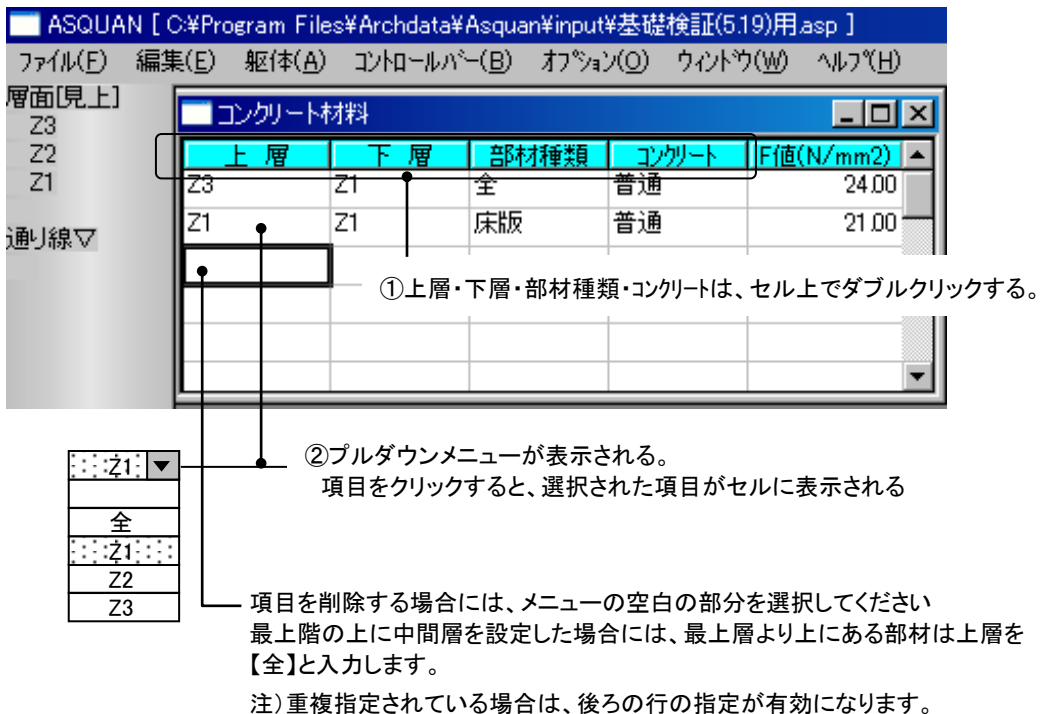 ASQUAN [ C:¥Program Files¥Archdata¥Asquan¥input¥基礎検証(5.19)用.asp ]
ファイル(F) 編集(E) 躯体(A) コントロールバー(B) オプション(O) ウィンドウ(W) ヘルプ(H)
層面[見上]
Z3
Z2
Z1
通り線▽
コンクリート材料
上 層 下 層 部材種類 コンクリート F値(N/mm2)
Z3 Z1 全 普通 24.00
Z1 Z1 床版 普通 21.00
①上層・下層・部材種類・コンクリートは、セル上でダブルクリックする。
Z1
全
Z1
Z2
Z3
②プルダウンメニューが表示される。
項目をクリックすると、選択された項目がセルに表示される
項目を削除する場合には、メニューの空白の部分を選択してください
最上階の上に中間層を設定した場合には、最上層より上にある部材は上層を
【全】と入力します。
注)重複指定されている場合は、後ろの行の指定が有効になります。